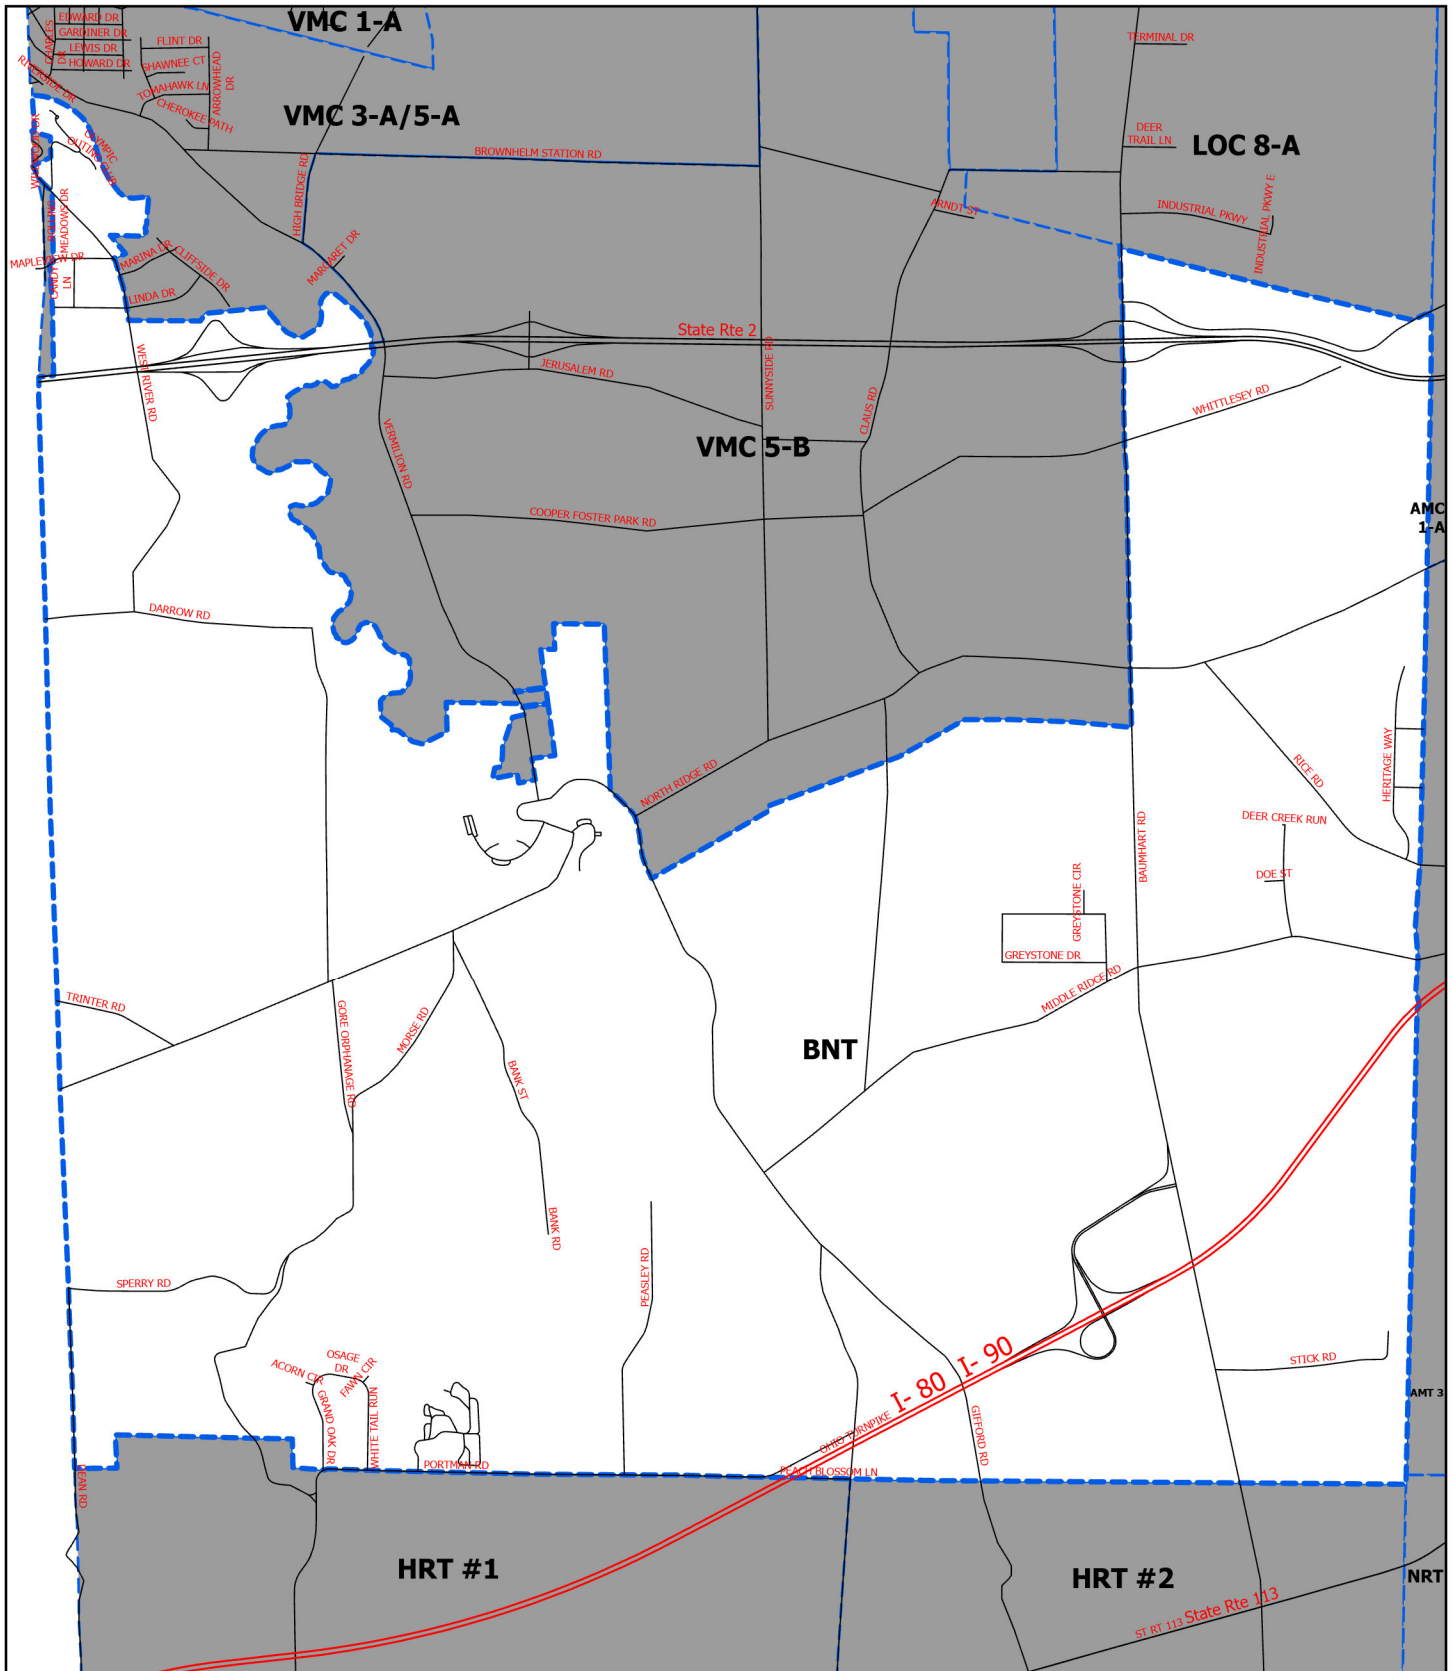 VMC 1-A
EDWARD DR
GARDINER DR
LEWIS DR
HOWARD DR
CHARLES
DR
FLINT DR
SHAWNEE CT
TOMAHAWK LN
CHEROKEE PATH
ARROWHEAD
DR
RIVERSIDE DR
TERMINAL DR
VMC 3-A/5-A
DEER
TRAIL LN
LOC 8-A
BROWNHELM STATION RD
HIGH BRIDGE RD
OLYMPIC
OUTING CLUB
ROLLING
MEADOWS DR
ARNDT ST
INDUSTRIAL PKWY
INDUSTRIAL PKWY E
MAPLEVIEW DR
LN
MARINA DR
CLIFFSIDE DR
LINDA DR
MARGARET DR
State Rte 2
WEST RIVER RD
JERUSALEM RD
SUNNYSIDE RD
CLAUS RD
WHITTLESEY RD
VERMILION RD
VMC 5-B
COOPER FOSTER PARK RD
AMC
1-A
DARROW RD
NORTH RIDGE RD
RICE RD
HERITAGE WAY
BAUMHART RD
DEER CREEK RUN
DOE ST
GREYSTONE CIR
GREYSTONE DR
MIDDLE RIDGE RD
TRINTER RD
GORE ORPHANAGE RD
MORSE RD
BANK ST
BNT
BANK RD
PEASLEY RD
SPERRY RD
ACORN CIR
OSAGE
DR
FAWN CIR
GRAND OAK DR
WHITE TAIL RUN
I- 80 I- 90
STICK RD
AMT 3
OHIO TURNPIKE
GIFFORD RD
PORTMAN RD
PEACH BLOSSOM LN
DEAN RD
HRT #1
HRT #2
NRT
ST RT 113 State Rte 113